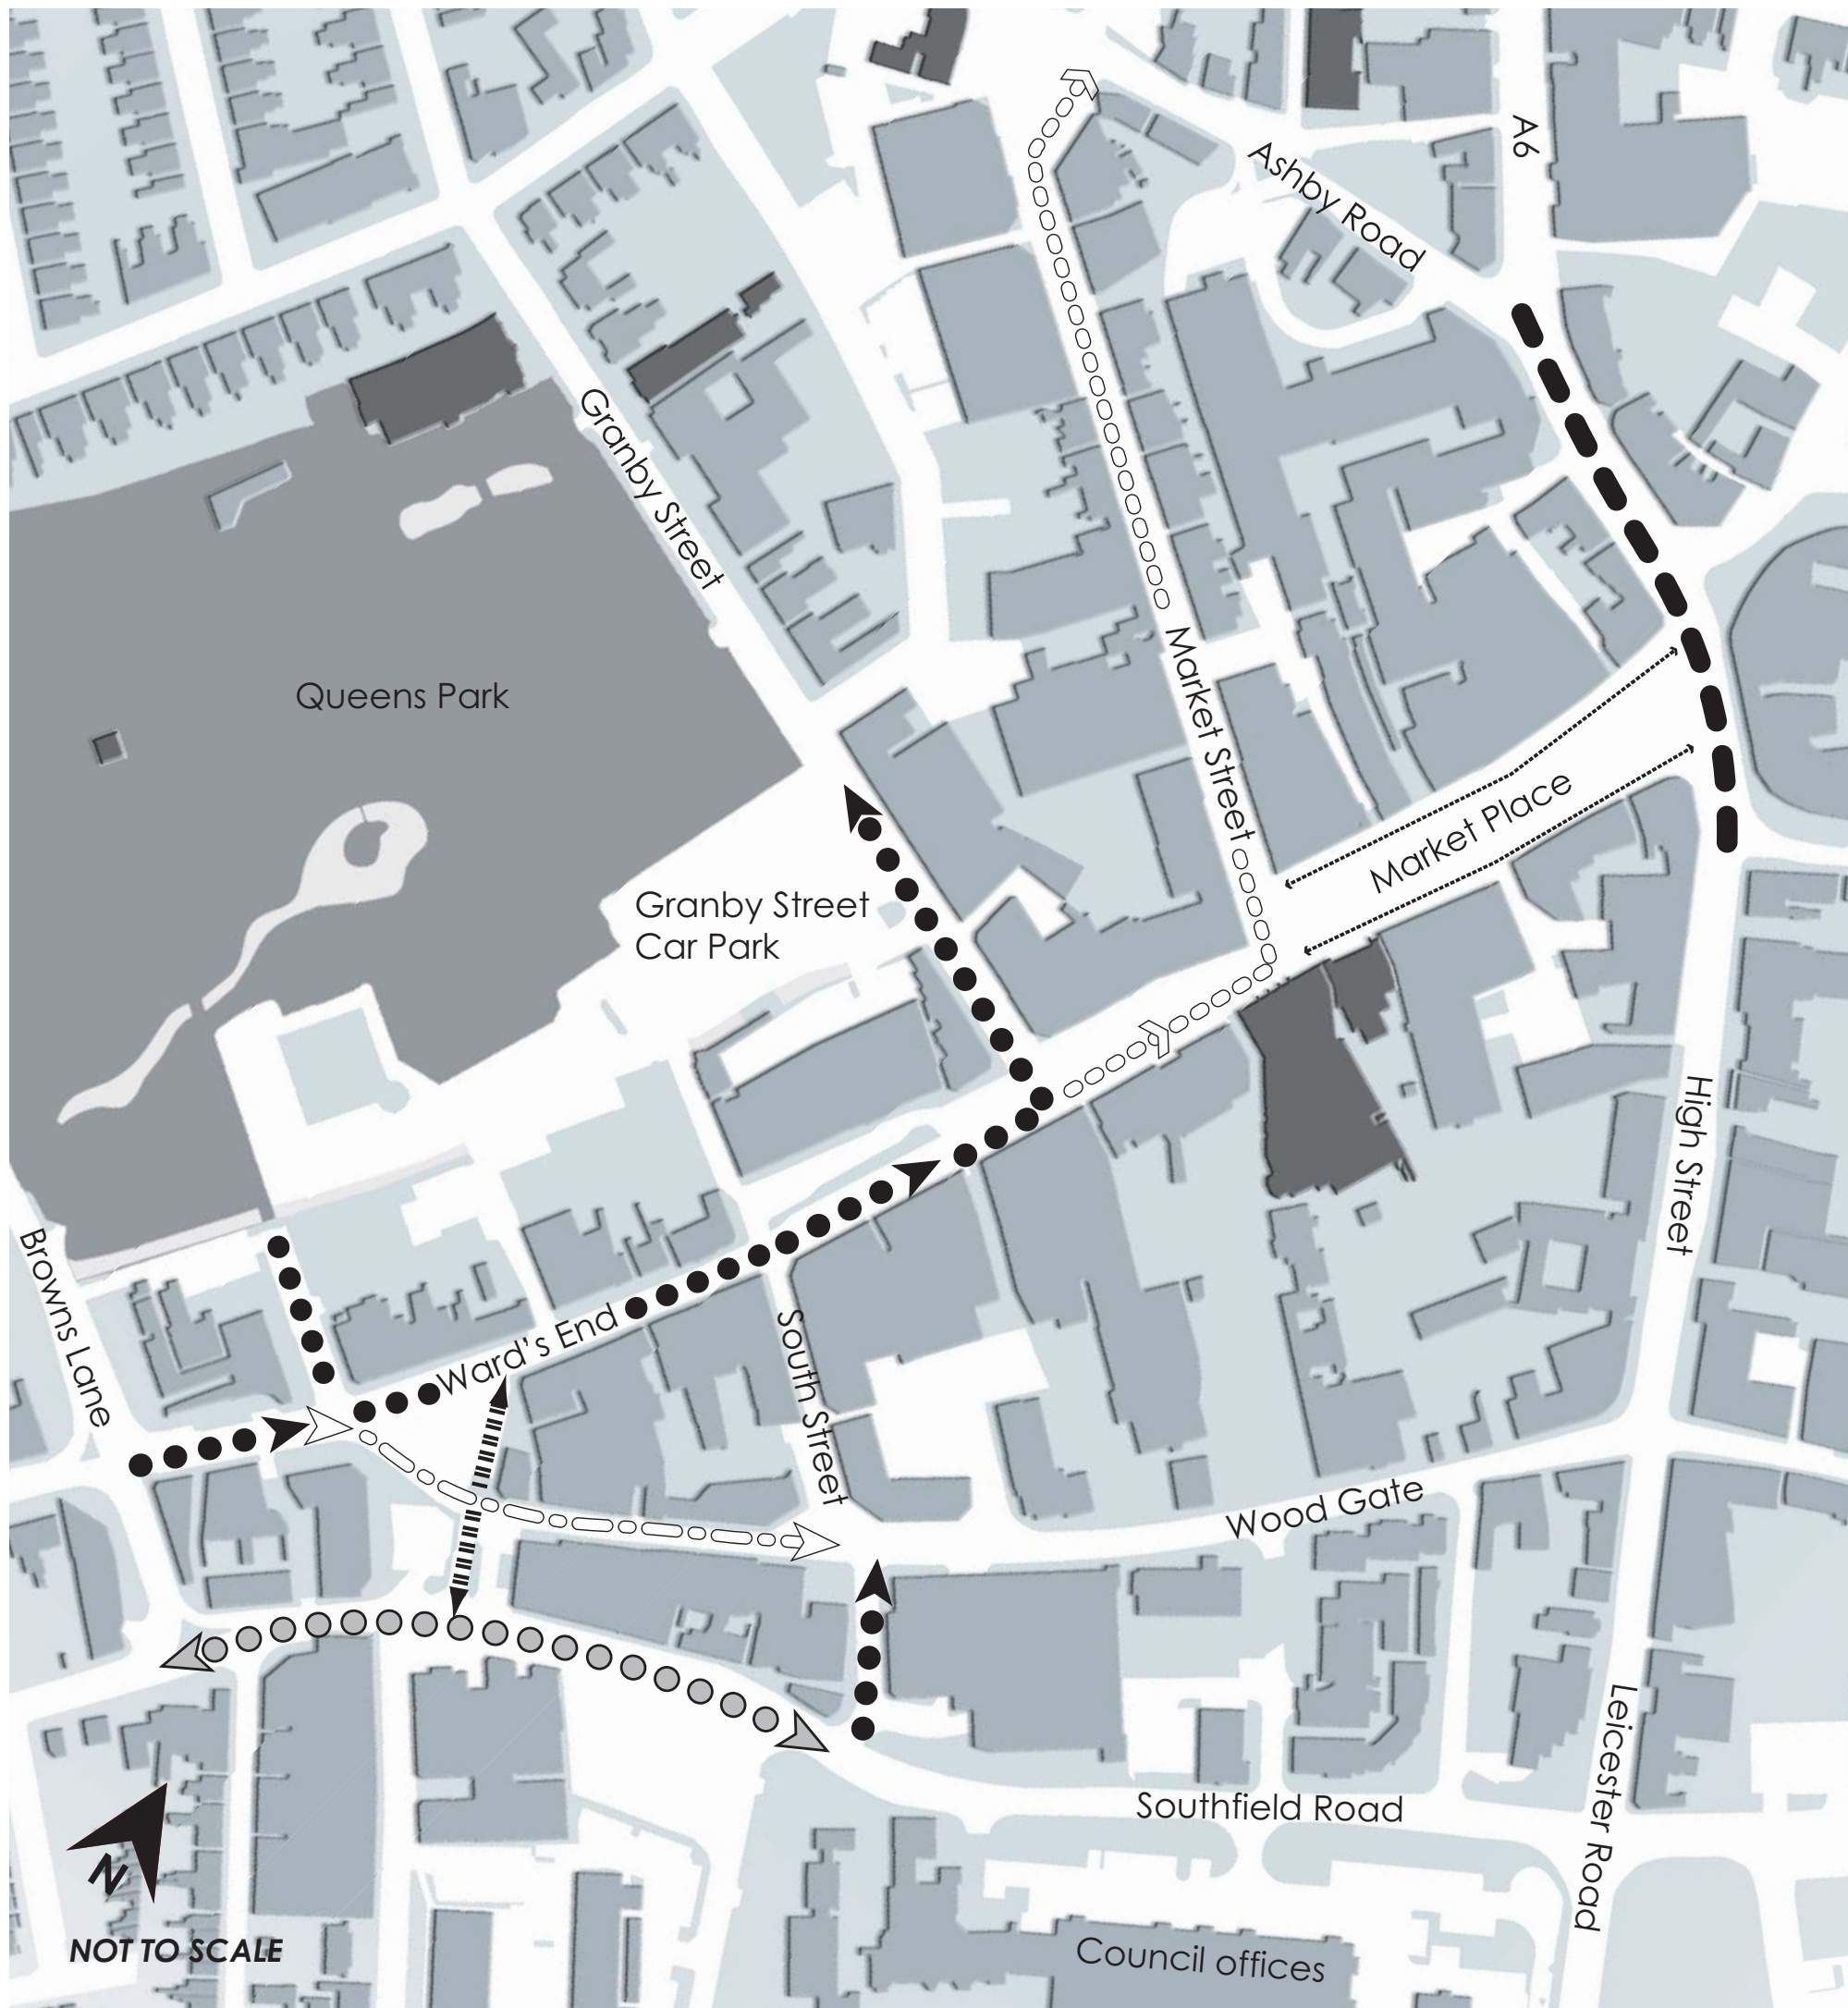 A6
Ashby Road
Granby Street
Queens Park
Market Street
Market Place
Granby Street
Car Park
High Street
Browns Lane
Ward's End
South Street
Wood Gate
Leicester Road
Southfield Road
N
NOT TO SCALE
Council offices